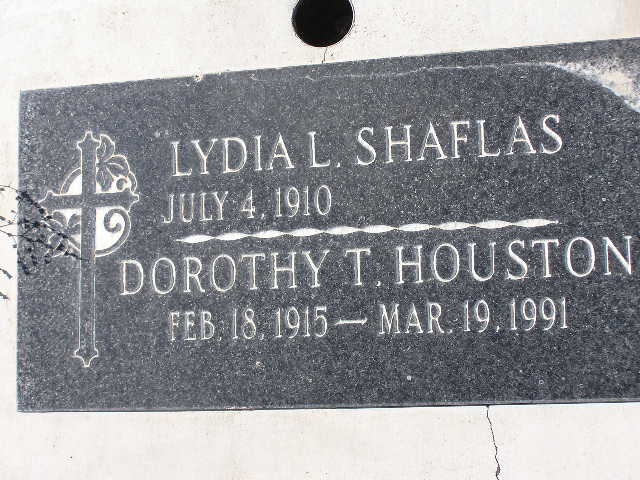 LYDIA L. SHAFLAS
JULY 4, 1910
DOROTHY T. HOUSTON
FEB. 18, 1915 — MAR. 19, 1991